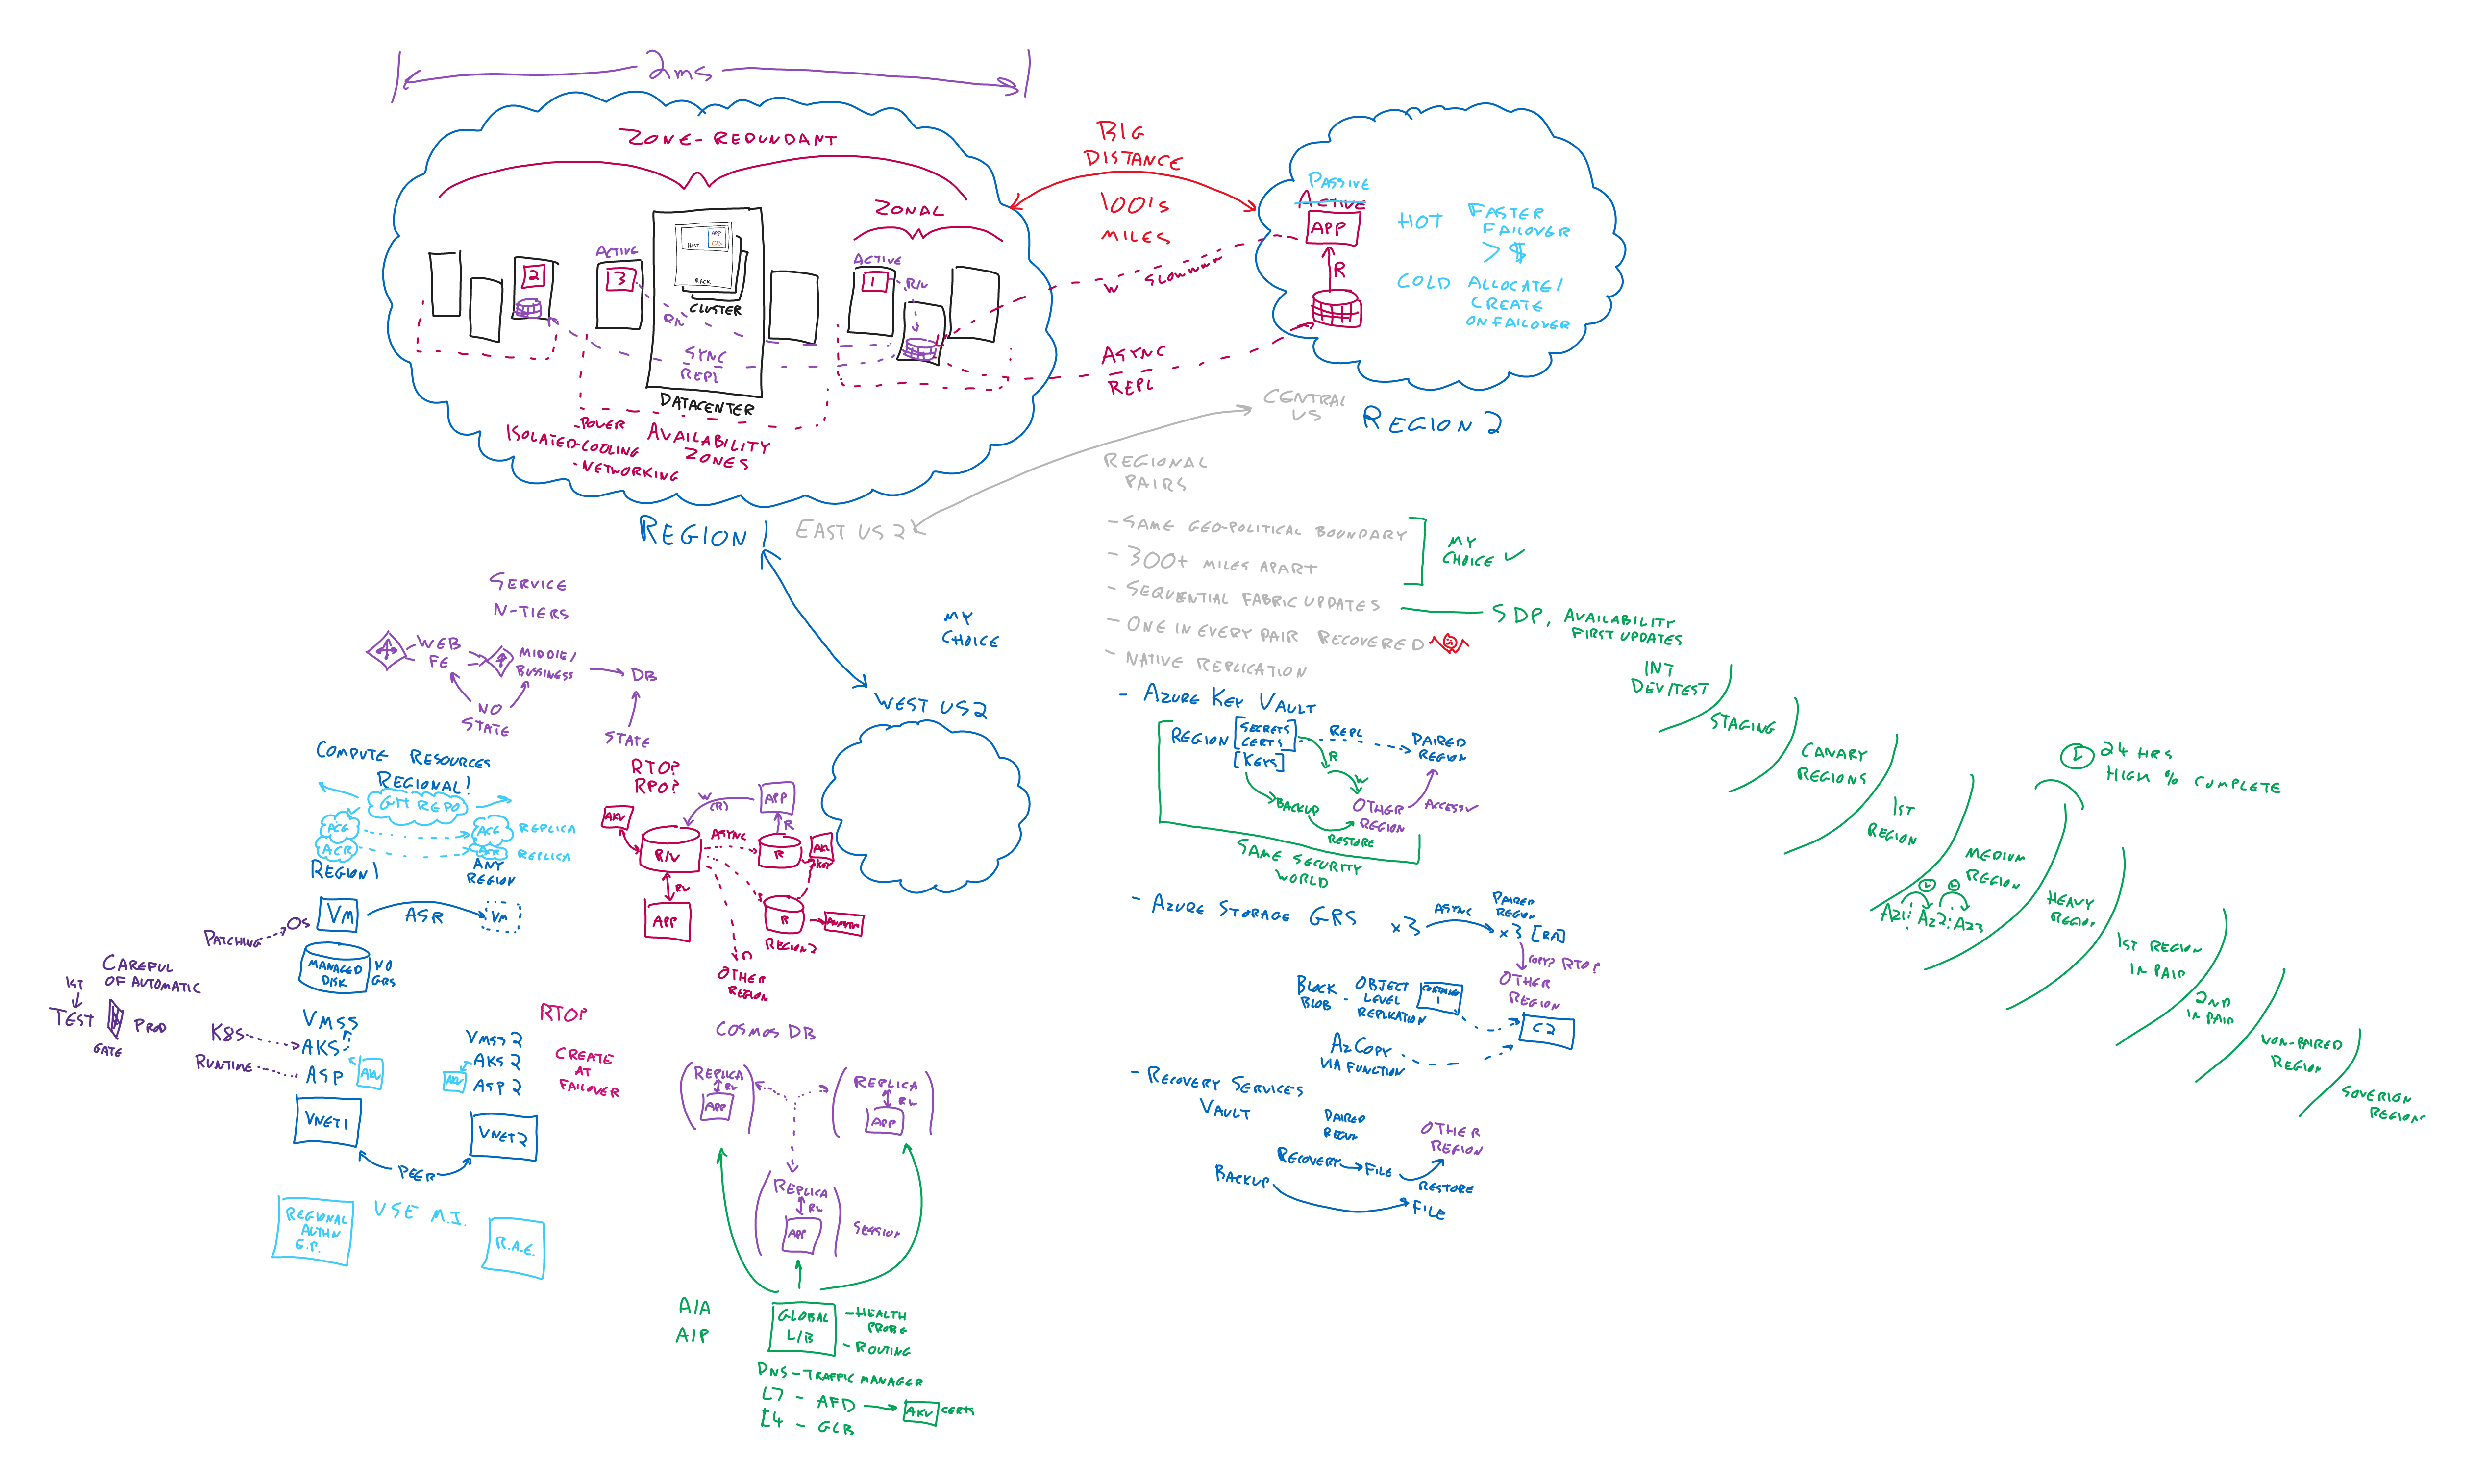 2ms
ZONE-REDUNDANT
ZONAL
ACTIVE
ACTIVE
2
3
1
HOST
APP
OS
RACK
CLUSTER
R/W
SYNC
REPL
DATACENTER
ISOLATED
-POWER
-COOLING
-NETWORKING
AVAILABILITY
ZONES
REGION 1
EAST US 2
BIG
DISTANCE
100'S
MILES
W SLOWWWW
ASYNC
REPL
PASSIVE
ACTIVE
APP
R
HOT FASTER
FAILOVER
> $
COLD ALLOCATE/
CREATE
ON FAILOVER
CENTRAL
US
REGION 2
REGIONAL
PAIRS
- SAME GEO-POLITICAL BOUNDARY
- 300+ MILES APART
MY
CHOICE ✓
- SEQUENTIAL FABRIC UPDATES
SDP, AVAILABILITY
FIRST UPDATES
- ONE IN EVERY PAIR RECOVERED
- NATIVE REPLICATION
INT
DEV/TEST
STAGING
CANARY
REGIONS
1ST
REGION
MEDIUM
REGION
AZ1 AZ2 AZ3
24 HRS
HIGH % COMPLETE
HEAVY
REGION
1ST REGION
IN PAIR
2ND
IN PAIR
NON-PAIRED
REGION
SOVERIGN
REGIONS
- AZURE KEY VAULT
REGION
[SECRETS
CERTS]
[KEYS]
REPL
PAIRED
REGION
R
W
BACKUP
RESTORE
OTHER
REGION
ACCESS ✓
SAME SECURITY
WORLD
- AZURE STORAGE GRS
x3
ASYNC
PAIRED
REGION
x3 [RA]
COPY? RTO?
OTHER
REGION
BLOCK
BLOB
- OBJECT
LEVEL
REPLICATION
1
C2
AZCOPY
VIA FUNCTION
- RECOVERY SERVICES
VAULT
PAIRED
REGION
OTHER
REGION
RECOVERY
FILE
RESTORE
BACKUP
FILE
MY
CHOICE
WEST US2
SERVICE
N-TIERS
WEB
FE
MIDDLE/
BUSSINESS
DB
NO
STATE
STATE
COMPUTE RESOURCES
REGIONAL!
GIT REPO
ACG
ACG
REPLICA
ACR
ACR
REPLICA
REGION 1
ANY
REGION
OS
VM
ASR
VM
PATCHING
MANAGED
DISK
NO
GRS
CAREFUL
OF AUTOMATIC
1ST
TEST
PROD
GATE
K8S
RUNTIME
VMSS
AKS
ASP
AKV
VMSS 2
AKS 2
ASP 2
AKV
RTO?
CREATE
AT
FAILOVER
VNET1
VNET2
PEER
REGIONAL
AUTHN
E.P.
USE M.I.
R.A.E.
RTO?
RPO?
AKV
R/W
ASYNC
W
(R)
APP
R
R
AKV
KEY
RW
APP
R
REGION2
OTHER
REGION
COSMOS DB
REPLICA
RW
APP
REPLICA
RW
APP
REPLICA
RW
APP
SESSION
A/A
A/P
GLOBAL
L/B
- HEALTH
PROBE
- ROUTING
DNS - TRAFFIC MANAGER
L7 - AFD
AKV
CERTS
L4 - GLB